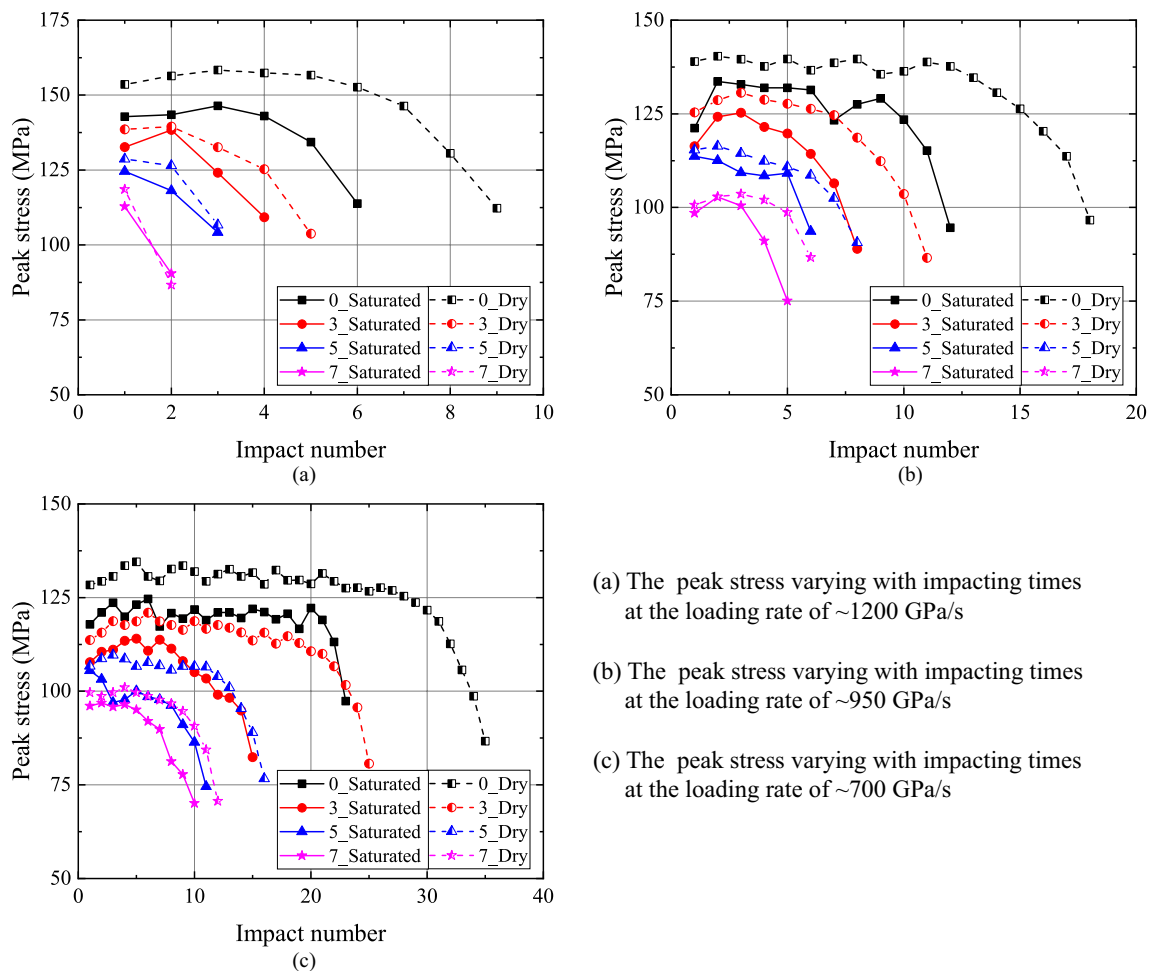 175
150
125
100
75
50
Peak stress (MPa)
0_Saturated 0_Dry
3_Saturated 3_Dry
5_Saturated 5_Dry
7_Saturated 7_Dry
0 2 4 6 8 10
Impact number
(a)
150
125
100
75
50
Peak stress (MPa)
0_Saturated 0_Dry
3_Saturated 3_Dry
5_Saturated 5_Dry
7_Saturated 7_Dry
0 5 10 15 20
Impact number
(b)
150
125
100
75
50
Peak stress (MPa)
0_Saturated 0_Dry
3_Saturated 3_Dry
5_Saturated 5_Dry
7_Saturated 7_Dry
0 10 20 30 40
Impact number
(c)
(a) The peak stress varying with impacting times
at the loading rate of ~1200 GPa/s
(b) The peak stress varying with impacting times
at the loading rate of ~950 GPa/s
(c) The peak stress varying with impacting times
at the loading rate of ~700 GPa/s